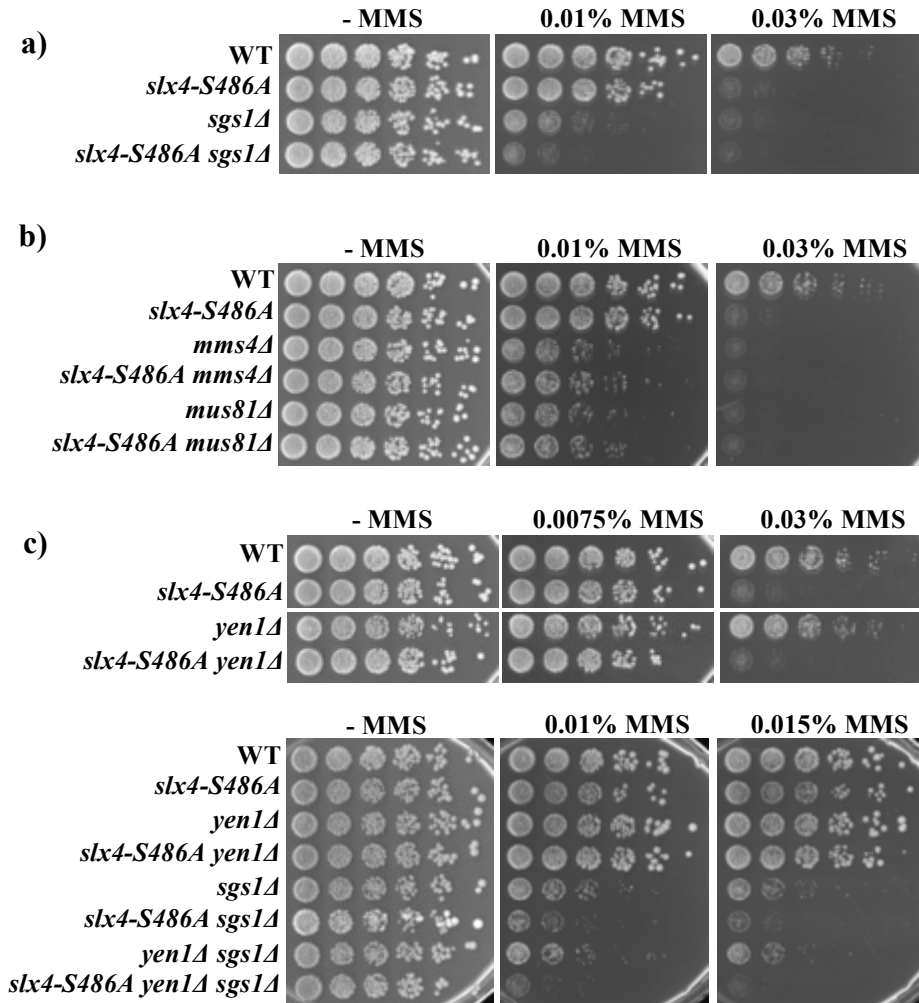 a)
- MMS 0.01% MMS 0.03% MMS
WT
slx4-S486A
sgs1Δ
slx4-S486A sgs1Δ
b)
- MMS 0.01% MMS 0.03% MMS
WT
slx4-S486A
mms4Δ
slx4-S486A mms4Δ
mus81Δ
slx4-S486A mus81Δ
c)
- MMS 0.0075% MMS 0.03% MMS
WT
slx4-S486A
yen1Δ
slx4-S486A yen1Δ
- MMS 0.01% MMS 0.015% MMS
WT
slx4-S486A
yen1Δ
slx4-S486A yen1Δ
sgs1Δ
slx4-S486A sgs1Δ
yen1Δ sgs1Δ
slx4-S486A yen1Δ sgs1Δ